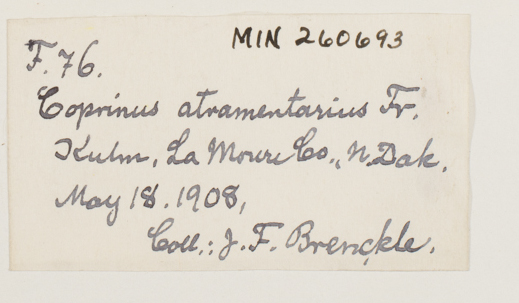 MIN 260693
F. 76.
Coprinus atramentarius Fr.
Kulm, La Moure Co., N. Dak.
May 18. 1908,
Coll.: J. F. Brenckle.